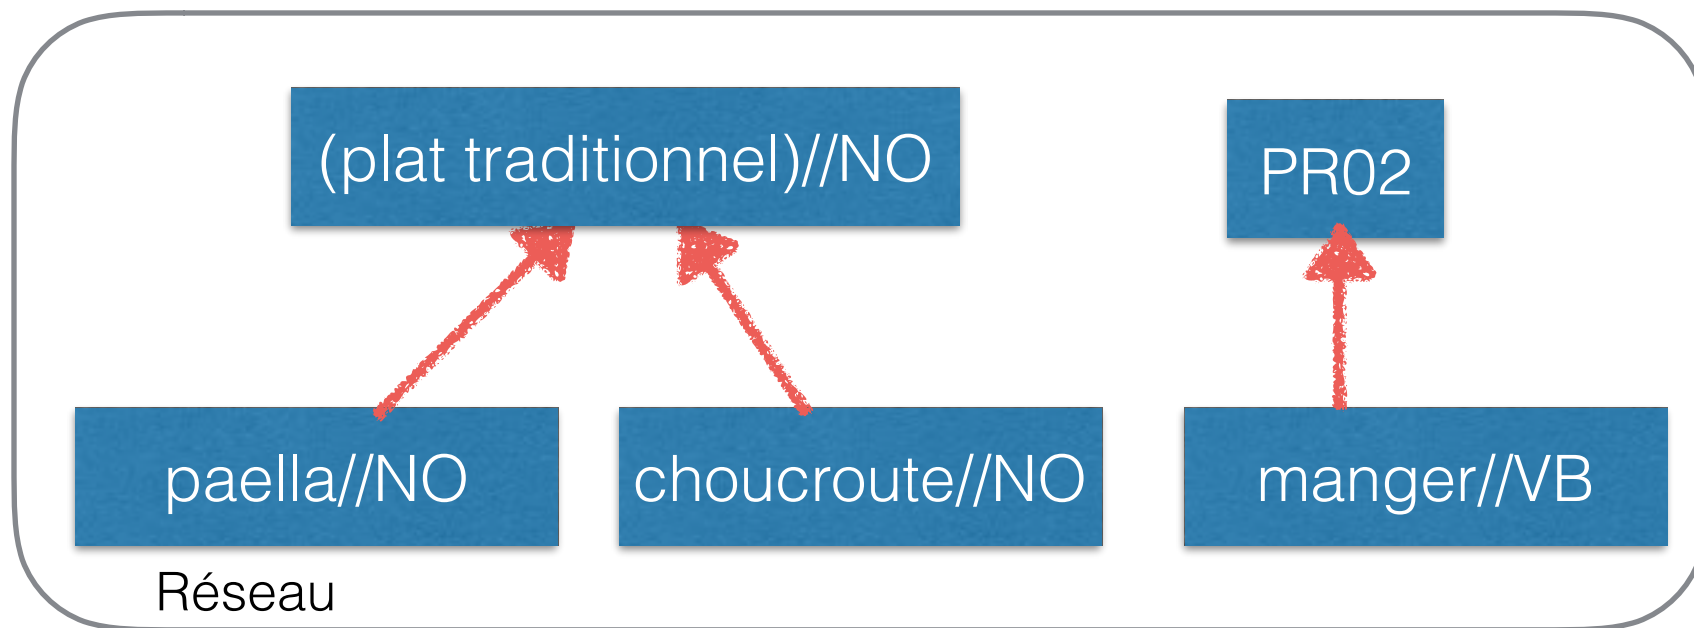 (plat traditionnel)//NO
PR02
paella//NO
choucroute//NO
manger//VB
Réseau